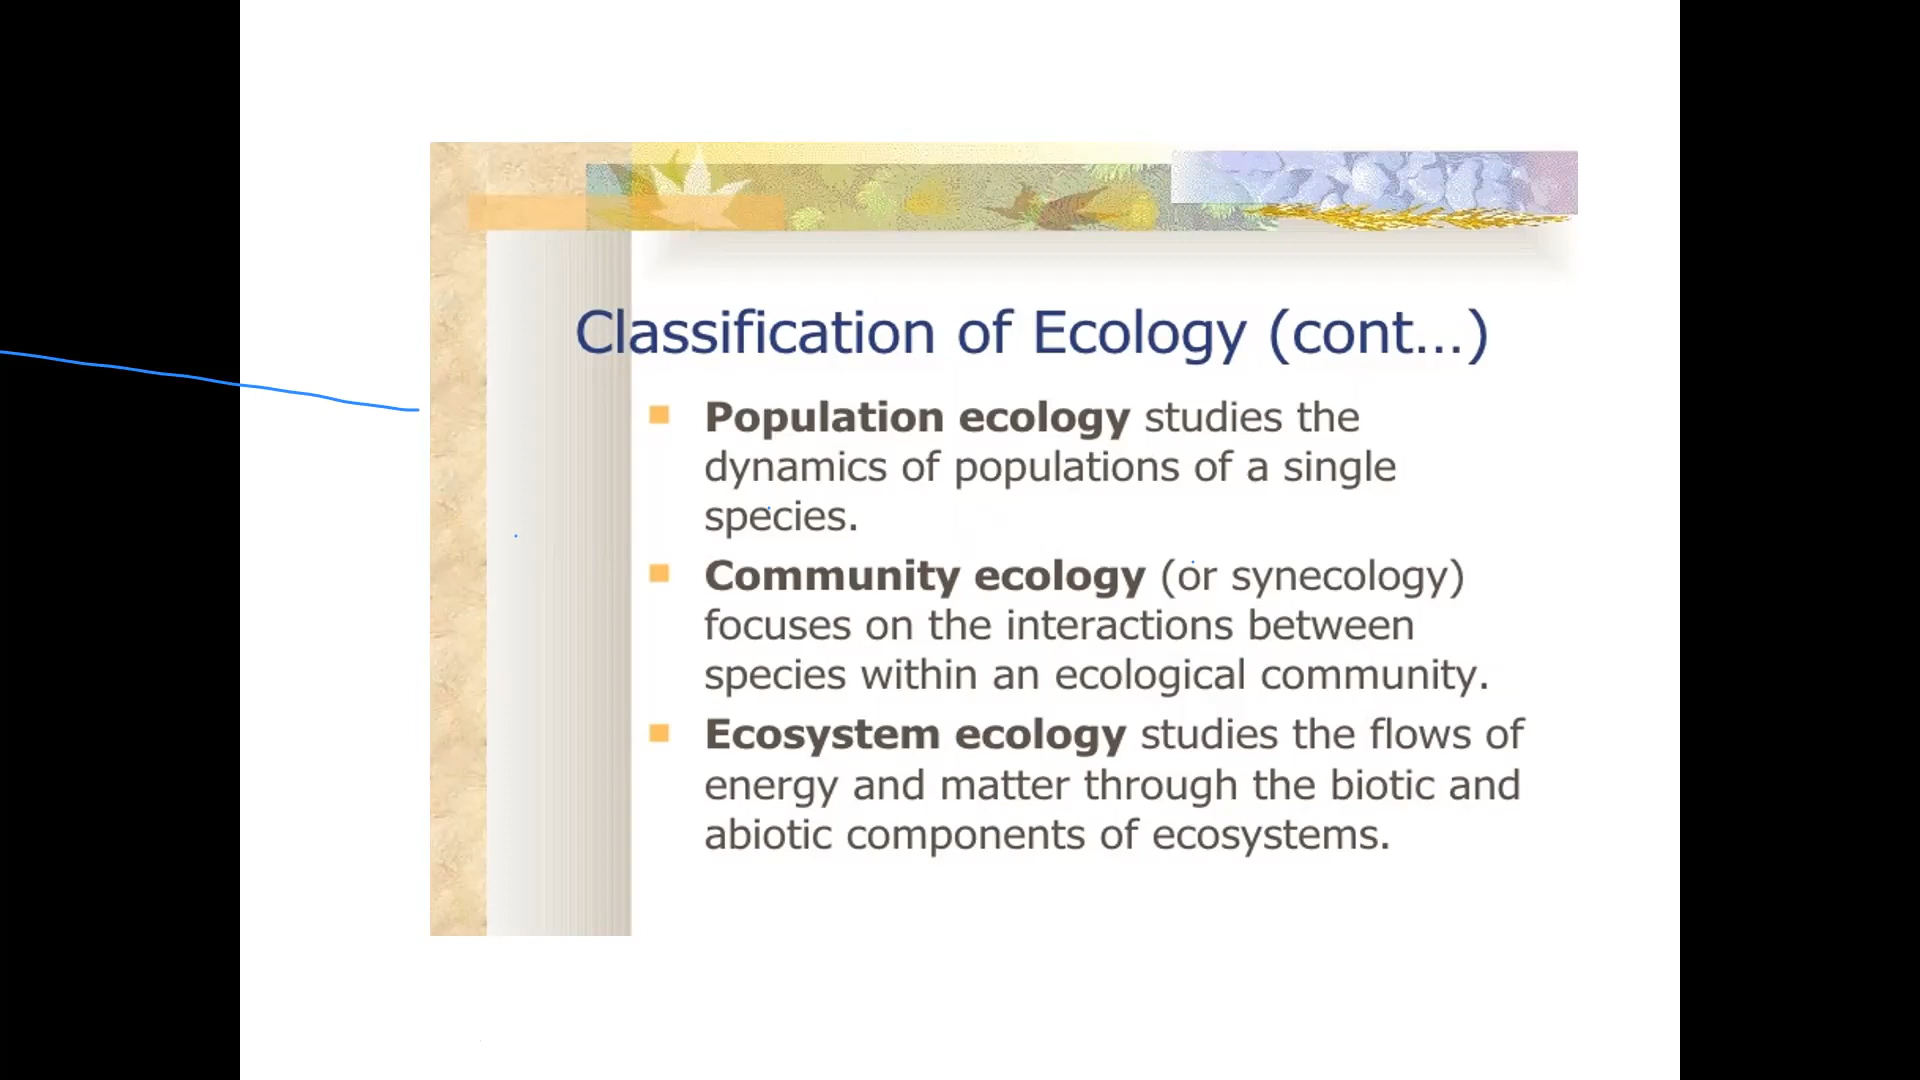 Classification of Ecology (cont...)
Population ecology studies the
dynamics of populations of a single
species.
Community ecology (or synecology)
focuses on the interactions between
species within an ecological community.
Ecosystem ecology studies the flows of
energy and matter through the biotic and
abiotic components of ecosystems.